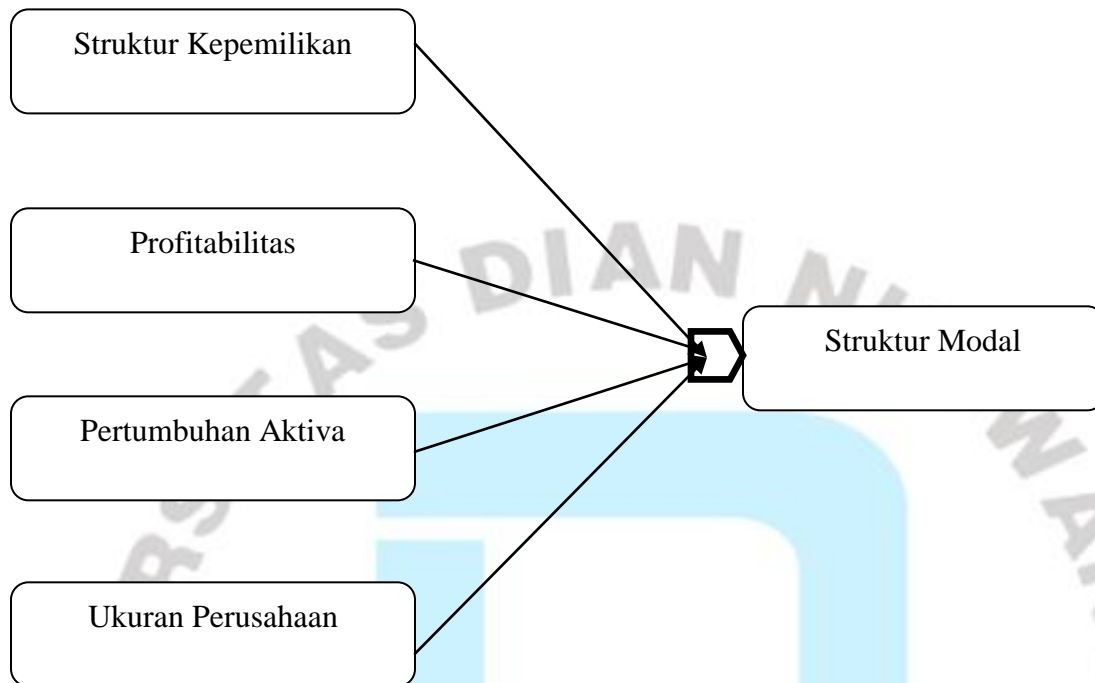 Struktur Kepemilikan
Profitabilitas
Struktur Modal
Pertumbuhan Aktiva
Ukuran Perusahaan